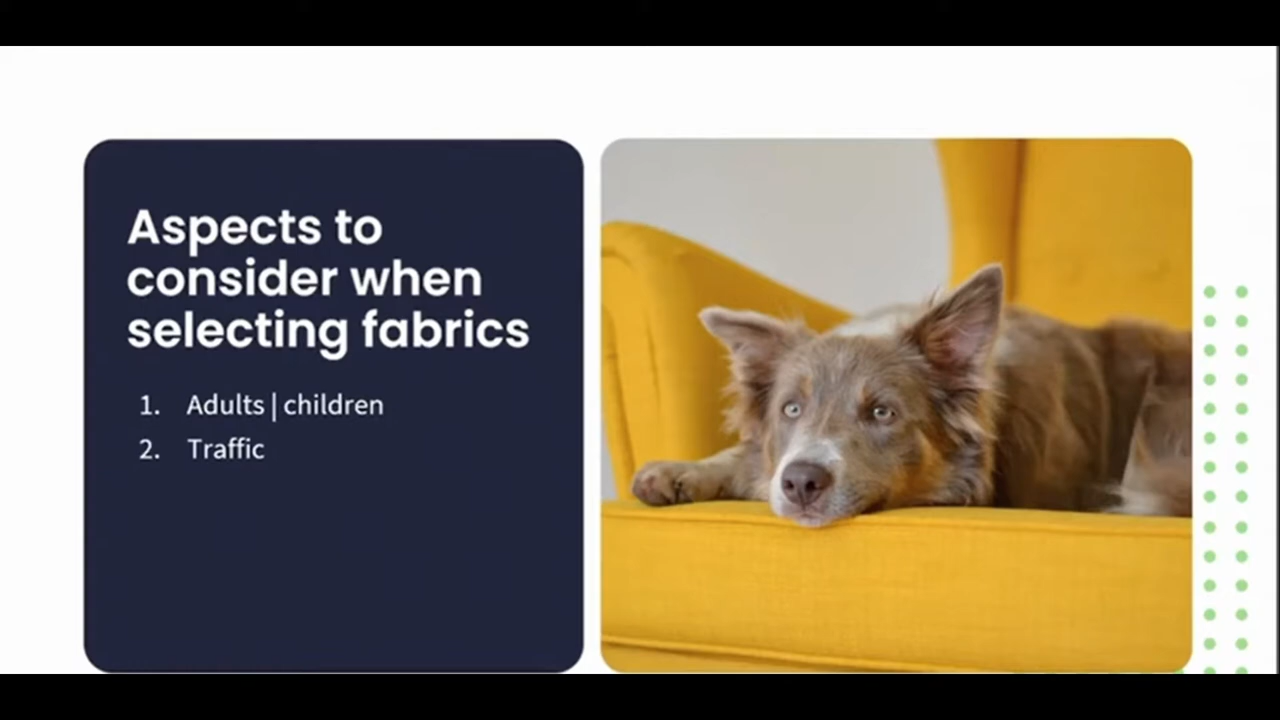 Aspects to
consider when
selecting fabrics
1. Adults | children
2. Traffic